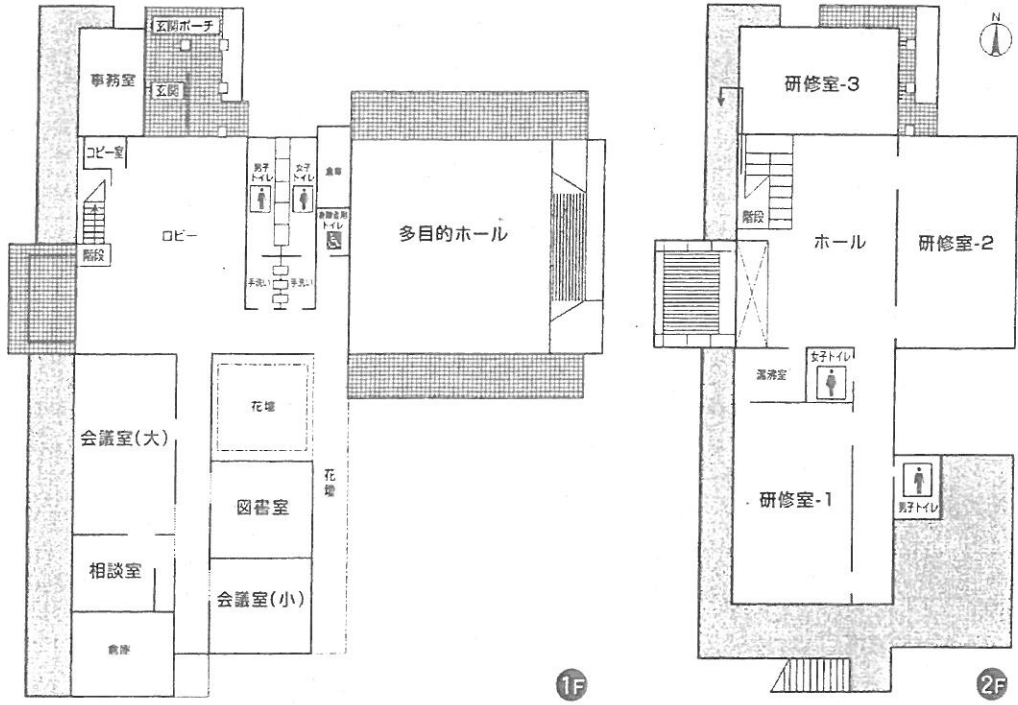 玄関ポーチ
事務室
玄関
コピー室
男子
トイレ
女子
トイレ
倉庫
身障者用
トイレ
ロビー
多目的ホール
階段
手洗い
手洗い
会議室(大)
花壇
花壇
図書室
相談室
会議室(小)
倉庫
1F
N
研修室-3
階段
ホール
研修室-2
湯沸室
女子トイレ
研修室-1
男子トイレ
2F